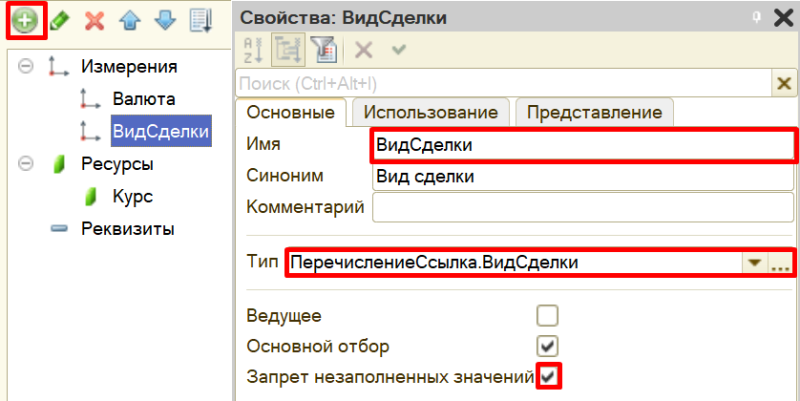 Измерения
Валюта
ВидСделки
Ресурсы
Курс
Реквизиты
Свойства: ВидСделки
Поиск (Ctrl+Alt+I)
Основные Использование Представление
Имя ВидСделки
Синоним Вид сделки
Комментарий
Тип ПеречислениеСсылка.ВидСделки ...
Ведущее
Основной отбор
Запрет незаполненных значений